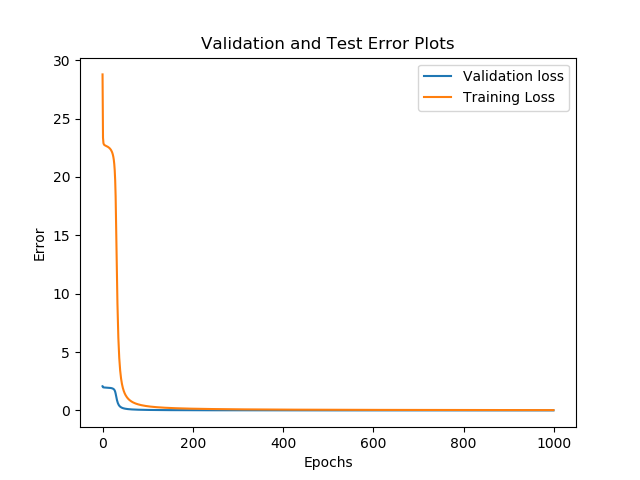 Validation and Test Error Plots
Validation loss
Training Loss
30
25
20
15
10
5
0
Error
0 200 400 600 800 1000
Epochs